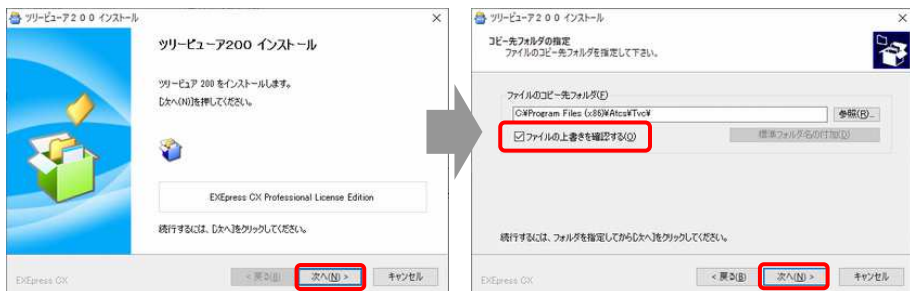 ツリービューア２００ インストール
ツリービューア200 インストール
ツリービュア 200 をインストールします。
[次へ(N)]を押してください。
EXEpress CX Professional License Edition
続行するには、[次へ]をクリックしてください。
EXEpress CX
< 戻る(B)
次へ(N) >
キャンセル
ツリービューア２００ インストール
コピー先フォルダの指定
ファイルのコピー先フォルダを指定して下さい。
ファイルのコピー先フォルダ(F)
C:¥Program Files (x86)¥Atcs¥Tvc¥
参照(R)...
ファイルの上書きを確認する(O)
標準フォルダ名の付加(D)
続行するには、フォルダを指定してから[次へ]をクリックしてください。
EXEpress CX
< 戻る(B)
次へ(N) >
キャンセル